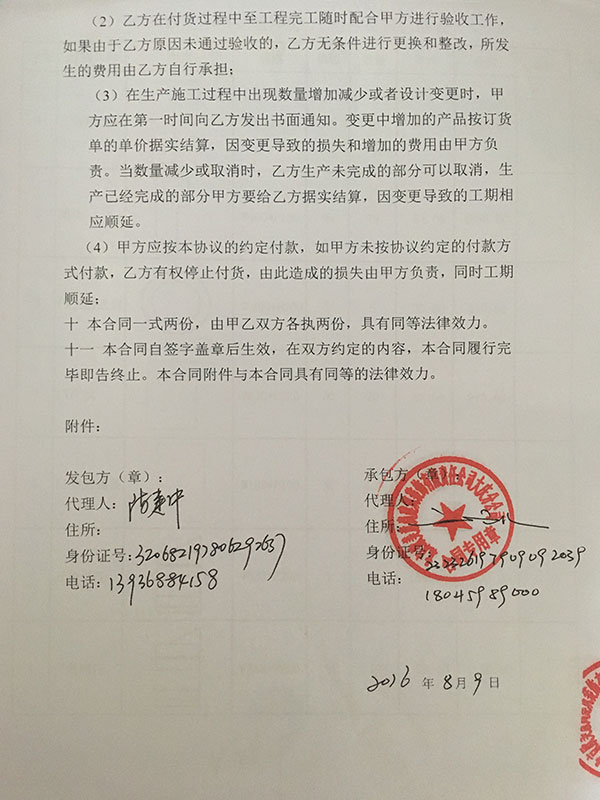 （2）乙方在付货过程中至工程完工随时配合甲方进行验收工作，
如果由于乙方原因未通过验收的，乙方无条件进行更换和整改，所发
生的费用由乙方自行承担；
（3）在生产施工过程中出现数量增加减少或者设计变更时，甲
方应在第一时间向乙方发出书面通知。变更中增加的产品按订货
单的单价据实结算，因变更导致的损失和增加的费用由甲方负
责。当数量减少或取消时，乙方生产未完成的部分可以取消，生
产已经完成的部分甲方要给乙方据实结算，因变更导致的工期相
应顺延。
（4）甲方应按本协议的约定付款，如甲方未按协议约定的付款方
式付款，乙方有权停止付货，由此造成的损失由甲方负责，同时工期
顺延；
十 本合同一式两份，由甲乙双方各执两份，具有同等法律效力。
十一 本合同自签字盖章后生效，在双方约定的内容，本合同履行完
毕即告终止。本合同附件与本合同具有同等的法律效力。
附件：
发包方（章）：
代理人：
住所：
身份证号：320682197806292637
电话：13936884158
承包方（章）：
代理人：
住所：
身份证号：
电话：
18045989000
2016 年 8月 9 日